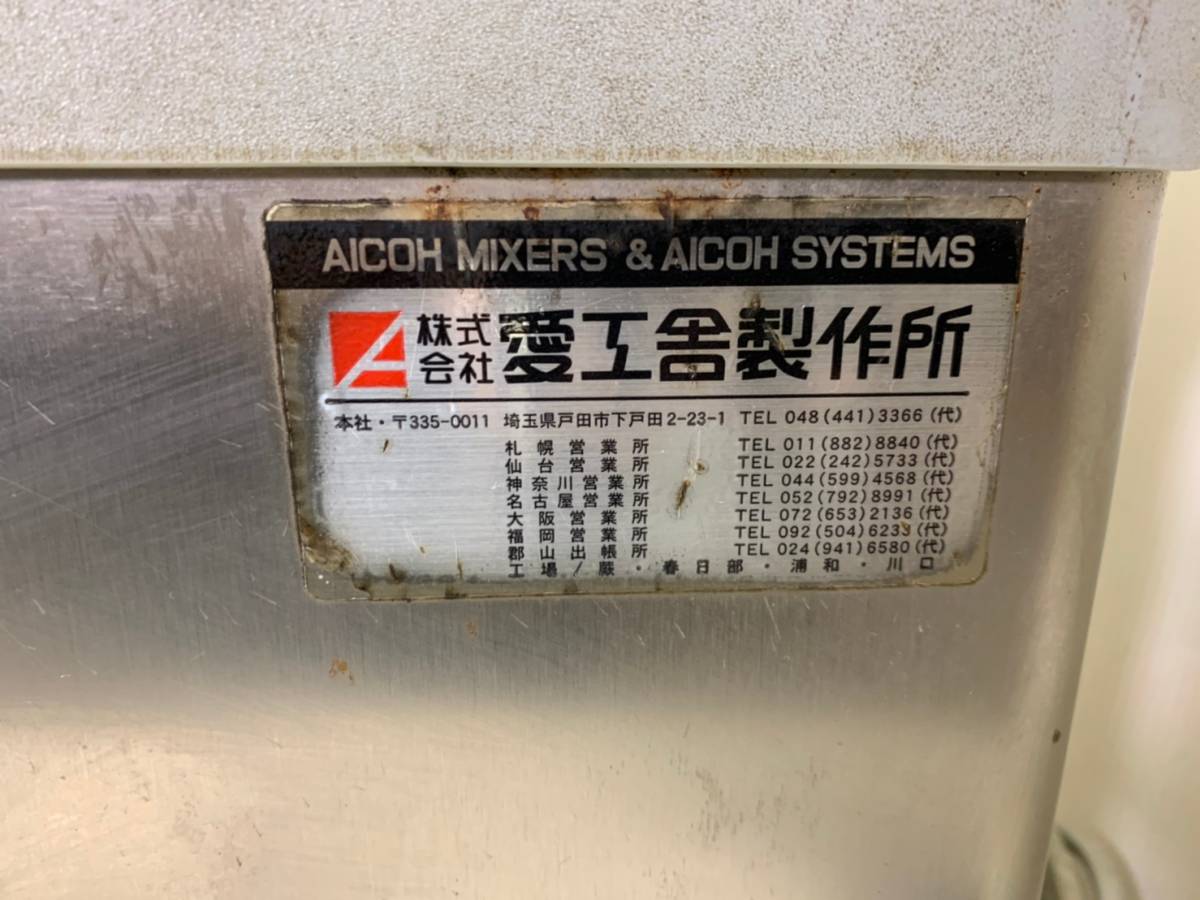 AICOH MIXERS & AICOH SYSTEMS
株式会社 愛工舎製作所
本社・〒335-0011 埼玉県戸田市下戸田2-23-1 TEL 048(441)3366(代)
札幌営業所 TEL 011(882)8840(代)
仙台営業所 TEL 022(242)5733(代)
神奈川営業所 TEL 044(599)4568(代)
名古屋営業所 TEL 052(792)8991(代)
大阪営業所 TEL 072(653)2136(代)
福岡営業所 TEL 092(504)6233(代)
郡山出帳所 TEL 024(941)6580(代)
工場/蕨・春日部・浦和・川口